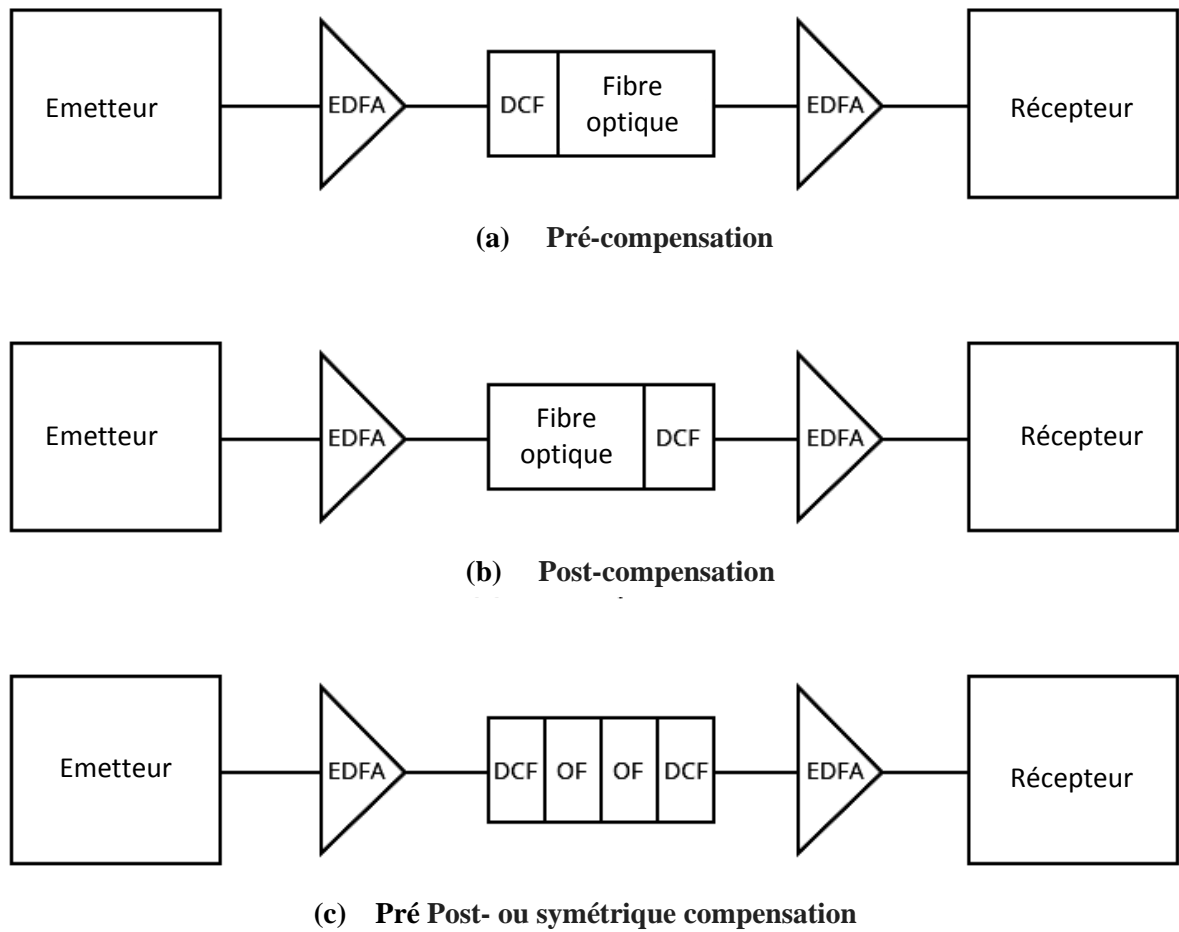 Emetteur
EDFA
DCF
Fibre
optique
EDFA
Récepteur
(a) Pré-compensation
Emetteur
EDFA
Fibre
optique
DCF
EDFA
Récepteur
(b) Post-compensation
Emetteur
EDFA
DCF
OF
OF
DCF
EDFA
Récepteur
(c) Pré Post- ou symétrique compensation